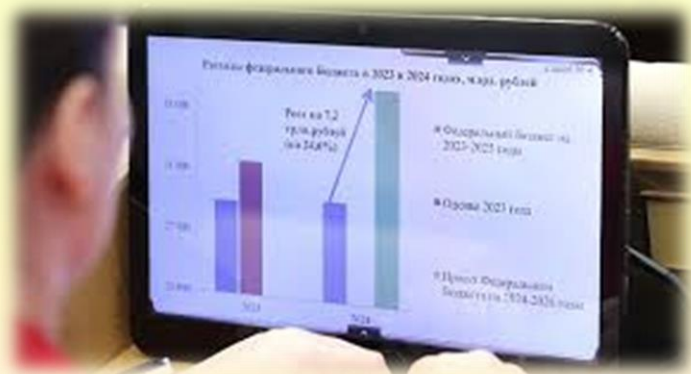 Расходы федерального бюджета в 2023 и 2024 годах, млрд. рублей
Рост на 7,2
трлн.рублей
(на 24,6%)
Федеральный бюджет на
2023-2025 годы
Оценка 2023 года
Проект Федерального
бюджета на 2024-2026 годы
2023
2024